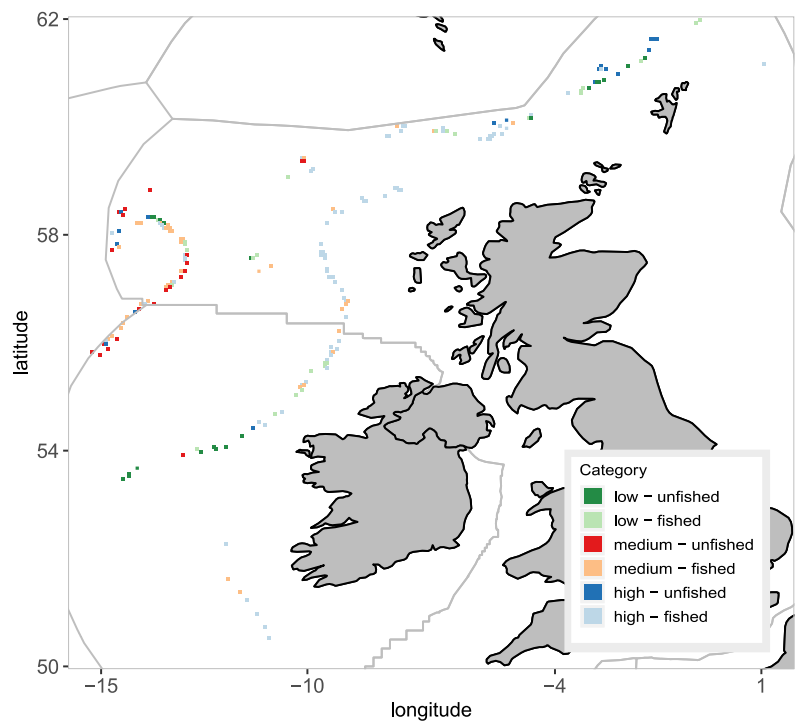 62
58
54
50
latitude
−15
−10
−4
1
longitude
Category
low − unfished
low − fished
medium − unfished
medium − fished
high − unfished
high − fished